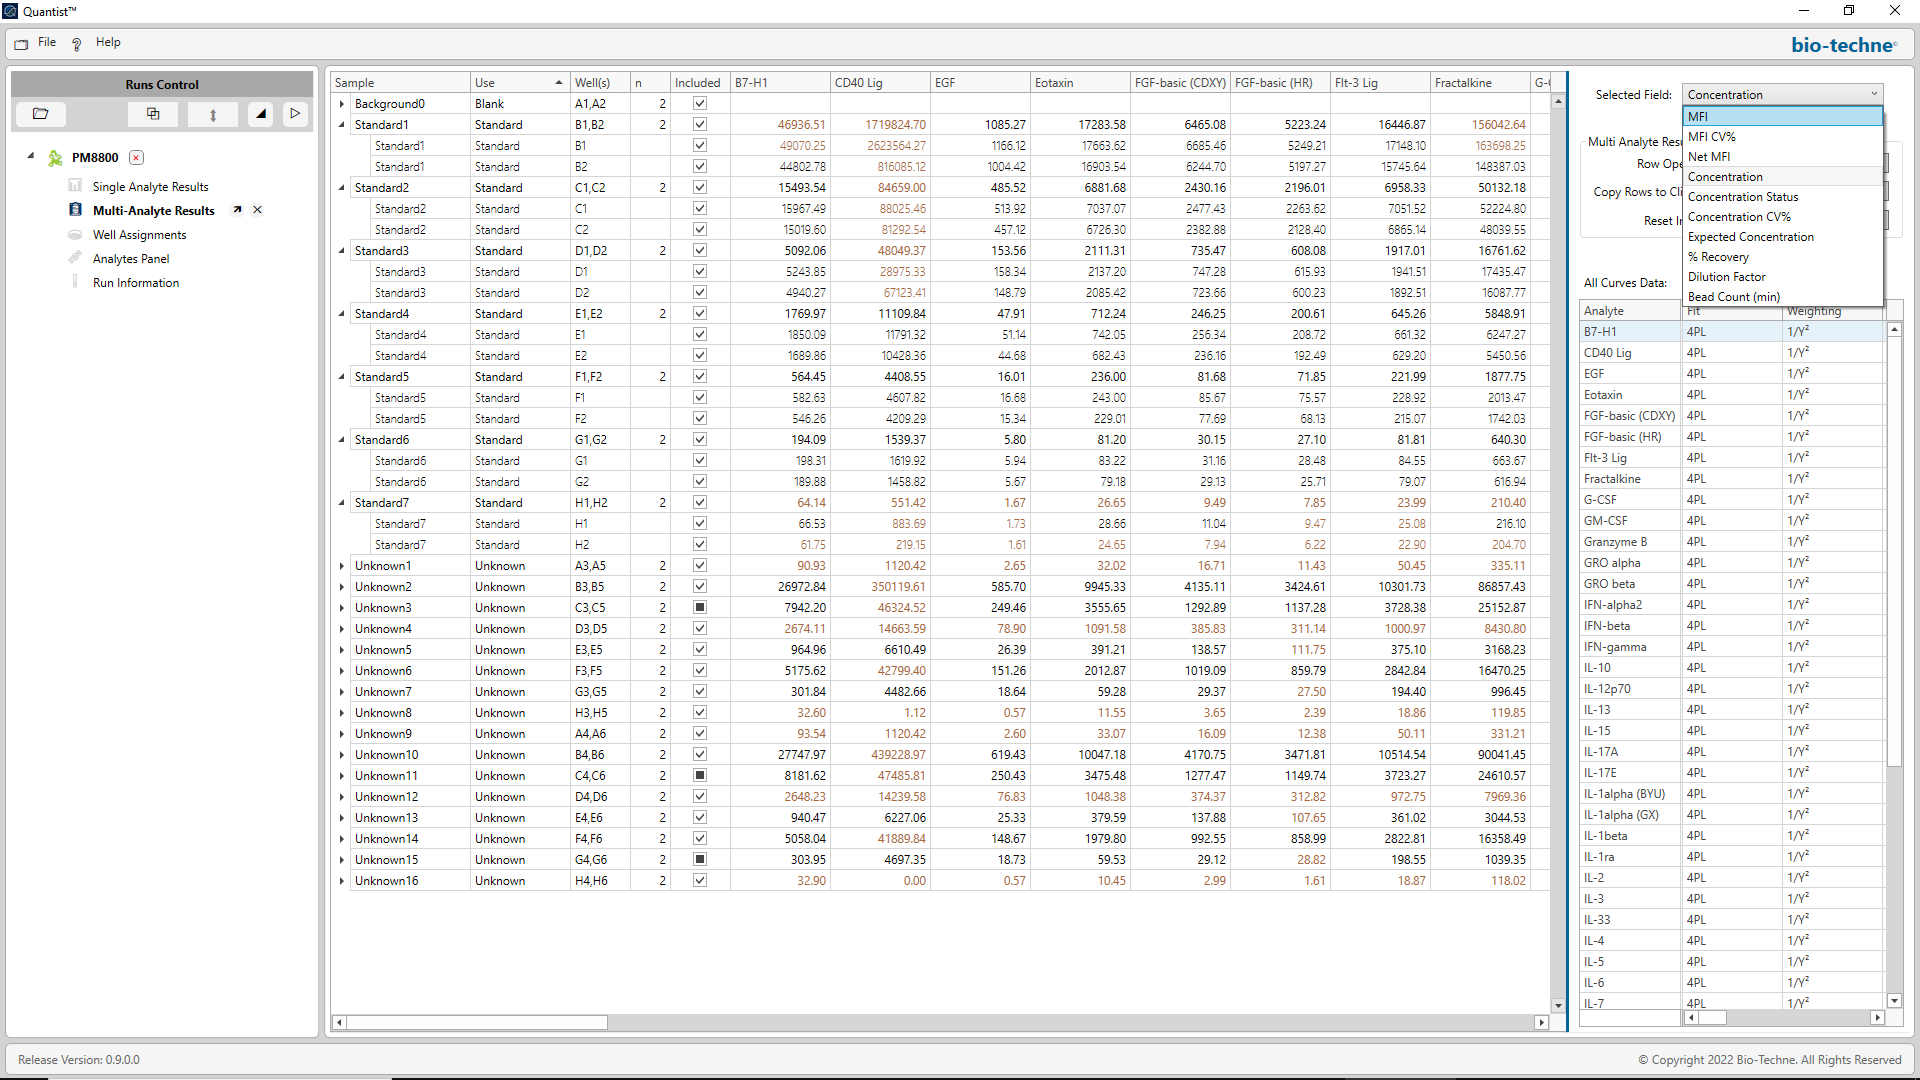 Quantist™
File
Help
bio-techne
Runs Control
PM8800
Single Analyte Results
Multi-Analyte Results
Well Assignments
Analytes Panel
Run Information
Sample Use Well(s) n Included B7-H1 CD40 Lig EGF Eotaxin FGF-basic (CDXY) FGF-basic (HR) Flt-3 Lig Fractalkine G-C
Background0 Blank A1,A2 2
Standard1 Standard B1,B2 2 46936.51 1719824.70 1085.27 17283.58 6465.08 5223.24 16446.87 156042.64
Standard1 Standard B1 49070.25 2623564.27 1166.12 17663.62 6685.46 5249.21 17148.10 163698.25
Standard1 Standard B2 44802.78 816085.12 1004.42 16903.54 6244.70 5197.27 15745.64 148387.03
Standard2 Standard C1,C2 2 15493.54 84659.00 485.52 6881.68 2430.16 2196.01 6958.33 50132.18
Standard2 Standard C1 15967.49 88025.46 513.92 7037.07 2477.43 2263.62 7051.52 52224.80
Standard2 Standard C2 15019.60 81292.54 457.12 6726.30 2382.88 2128.40 6865.14 48039.55
Standard3 Standard D1,D2 2 5092.06 48049.37 153.56 2111.31 735.47 608.08 1917.01 16761.62
Standard3 Standard D1 5243.85 28975.33 158.34 2137.20 747.28 615.93 1941.51 17435.47
Standard3 Standard D2 4940.27 67123.41 148.79 2085.42 723.66 600.23 1892.51 16087.77
Standard4 Standard E1,E2 2 1769.97 11109.84 47.91 712.24 246.25 200.61 645.26 5848.91
Standard4 Standard E1 1850.09 11791.32 51.14 742.05 256.34 208.72 661.32 6247.27
Standard4 Standard E2 1689.86 10428.36 44.68 682.43 236.16 192.49 629.20 5450.56
Standard5 Standard F1,F2 2 564.45 4408.55 16.01 236.00 81.68 71.85 221.99 1877.75
Standard5 Standard F1 582.63 4607.82 16.68 243.00 85.67 75.57 228.92 2013.47
Standard5 Standard F2 546.26 4209.29 15.34 229.01 77.69 68.13 215.07 1742.03
Standard6 Standard G1,G2 2 194.09 1539.37 5.80 81.20 30.15 27.10 81.81 640.30
Standard6 Standard G1 198.31 1619.92 5.94 83.22 31.16 28.48 84.55 663.67
Standard6 Standard G2 189.88 1458.82 5.67 79.18 29.13 25.71 79.07 616.94
Standard7 Standard H1,H2 2 64.14 551.42 1.67 26.65 9.49 7.85 23.99 210.40
Standard7 Standard H1 66.53 883.69 1.73 28.66 11.04 9.47 25.08 216.10
Standard7 Standard H2 61.75 219.15 1.61 24.65 7.94 6.22 22.90 204.70
Unknown1 Unknown A3,A5 2 90.93 1120.42 2.65 32.02 16.71 11.43 50.45 335.11
Unknown2 Unknown B3,B5 2 26972.84 350119.61 585.70 9945.33 4135.11 3424.61 10301.73 86857.43
Unknown3 Unknown C3,C5 2 7942.20 46324.52 249.46 3555.65 1292.89 1137.28 3728.38 25152.87
Unknown4 Unknown D3,D5 2 2674.11 14663.59 78.90 1091.58 385.83 311.14 1000.97 8430.80
Unknown5 Unknown E3,E5 2 964.96 6610.49 26.39 391.21 138.57 111.75 375.10 3168.23
Unknown6 Unknown F3,F5 2 5175.62 42799.40 151.26 2012.87 1019.09 859.79 2842.84 16470.25
Unknown7 Unknown G3,G5 2 301.84 4482.66 18.64 59.28 29.37 27.50 194.40 996.45
Unknown8 Unknown H3,H5 2 32.60 1.12 0.57 11.55 3.65 2.39 18.86 119.85
Unknown9 Unknown A4,A6 2 93.54 1120.42 2.60 33.07 16.09 12.38 50.11 331.21
Unknown10 Unknown B4,B6 2 27747.97 439228.97 619.43 10047.18 4170.75 3471.81 10514.54 90041.45
Unknown11 Unknown C4,C6 2 8181.62 47485.81 250.43 3475.48 1277.47 1149.74 3723.27 24610.57
Unknown12 Unknown D4,D6 2 2648.23 14239.58 76.83 1048.38 374.37 312.82 972.75 7969.36
Unknown13 Unknown E4,E6 2 940.47 6227.06 25.33 379.59 137.88 107.65 361.02 3044.53
Unknown14 Unknown F4,F6 2 5058.04 41889.84 148.67 1979.80 992.55 858.99 2822.81 16358.49
Unknown15 Unknown G4,G6 2 303.95 4697.35 18.73 59.53 29.12 28.82 198.55 1039.35
Unknown16 Unknown H4,H6 2 32.90 0.00 0.57 10.45 2.99 1.61 18.87 118.02
Selected Field: Concentration
MFI
MFI CV%
Net MFI
Concentration
Concentration Status
Concentration CV%
Expected Concentration
% Recovery
Dilution Factor
Bead Count (min)
Multi Analyte Resu
Row Ope
Copy Rows to Cli
Reset In
All Curves Data:
Analyte Fit Weighting
B7-H1 4PL 1/Y²
CD40 Lig 4PL 1/Y²
EGF 4PL 1/Y²
Eotaxin 4PL 1/Y²
FGF-basic (CDXY) 4PL 1/Y²
FGF-basic (HR) 4PL 1/Y²
Flt-3 Lig 4PL 1/Y²
Fractalkine 4PL 1/Y²
G-CSF 4PL 1/Y²
GM-CSF 4PL 1/Y²
Granzyme B 4PL 1/Y²
GRO alpha 4PL 1/Y²
GRO beta 4PL 1/Y²
IFN-alpha2 4PL 1/Y²
IFN-beta 4PL 1/Y²
IFN-gamma 4PL 1/Y²
IL-10 4PL 1/Y²
IL-12p70 4PL 1/Y²
IL-13 4PL 1/Y²
IL-15 4PL 1/Y²
IL-17A 4PL 1/Y²
IL-17E 4PL 1/Y²
IL-1alpha (BYU) 4PL 1/Y²
IL-1alpha (GX) 4PL 1/Y²
IL-1beta 4PL 1/Y²
IL-1ra 4PL 1/Y²
IL-2 4PL 1/Y²
IL-3 4PL 1/Y²
IL-33 4PL 1/Y²
IL-4 4PL 1/Y²
IL-5 4PL 1/Y²
IL-6 4PL 1/Y²
IL-7 4PL 1/Y²
Release Version: 0.9.0.0
© Copyright 2022 Bio-Techne. All Rights Reserved